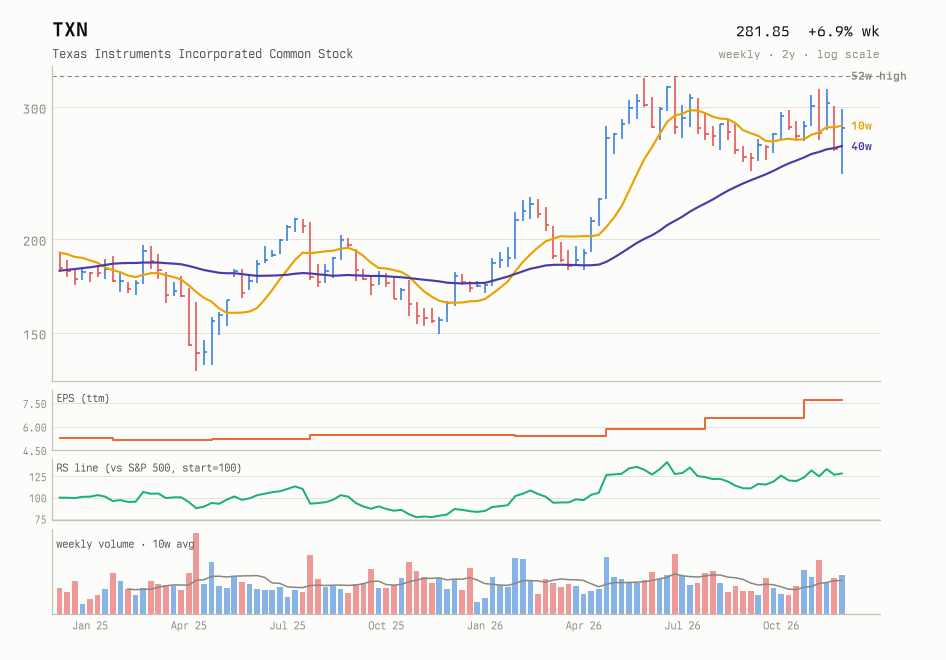 TXN
281.85 +6.9% wk
Texas Instruments Incorporated Common Stock
weekly · 2y · log scale
52w high
300
10w
40w
200
150
EPS (ttm)
7.50
6.00
4.50
RS line (vs S&P 500, start=100)
125
100
75
weekly volume · 10w avg
Jan 25 Apr 25 Jul 25 Oct 25 Jan 26 Apr 26 Jul 26 Oct 26